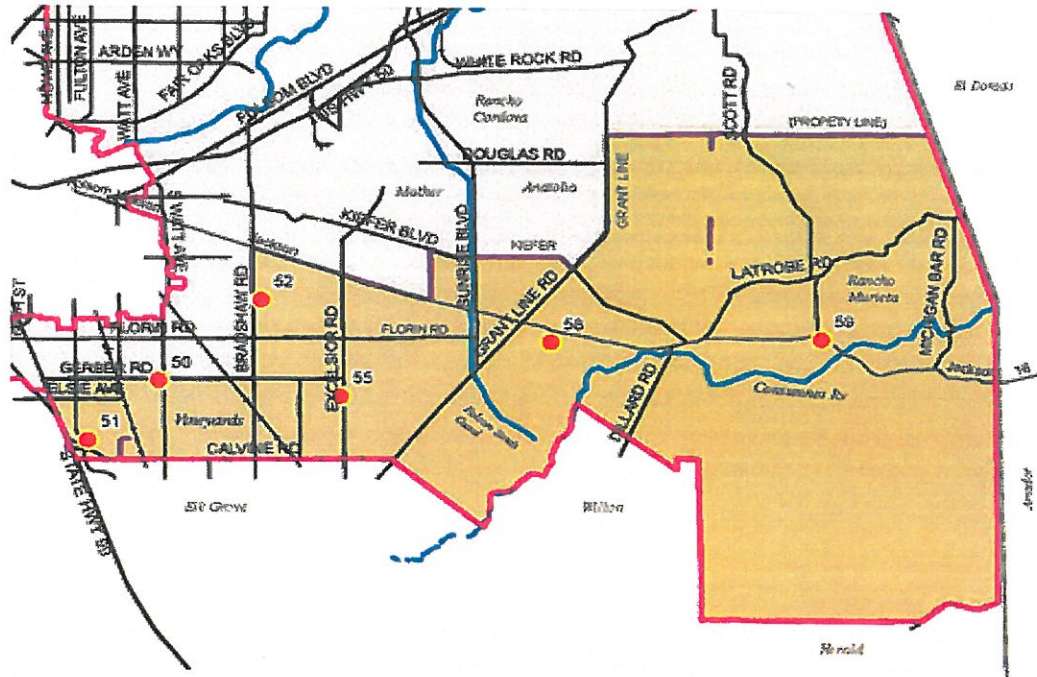 HOWE AVE
FULTON AVE
ARDEN WY
WATT AVE
FAIR OAKS BLVD
FOLSOM BLVD
WHITE ROCK RD
SCOTT RD
El Dorado
Rancho
Cordova
(PROPETY LINE)
DOUGLAS RD
GRANT LINE
Mather
Anatolia
WATT AVE
Jackson
KIEFER BLVD
SUNRISE BLVD
KIEFER
LATROBE RD
Rancho
Murieta
MICHIGAN BAR RD
BRADSHAW RD
52
EXCELSIOR RD
FLORIN RD
FLORIN RD
GRANT LINE RD
58
59
GERBER RD
50
ELSIE AVE
55
DILLARD RD
Cosumnes Rv
Jackson
16
51
Vineyards
CALVINE RD
STATE HWY 99
Elk Grove
Wilton
Amador
Herald